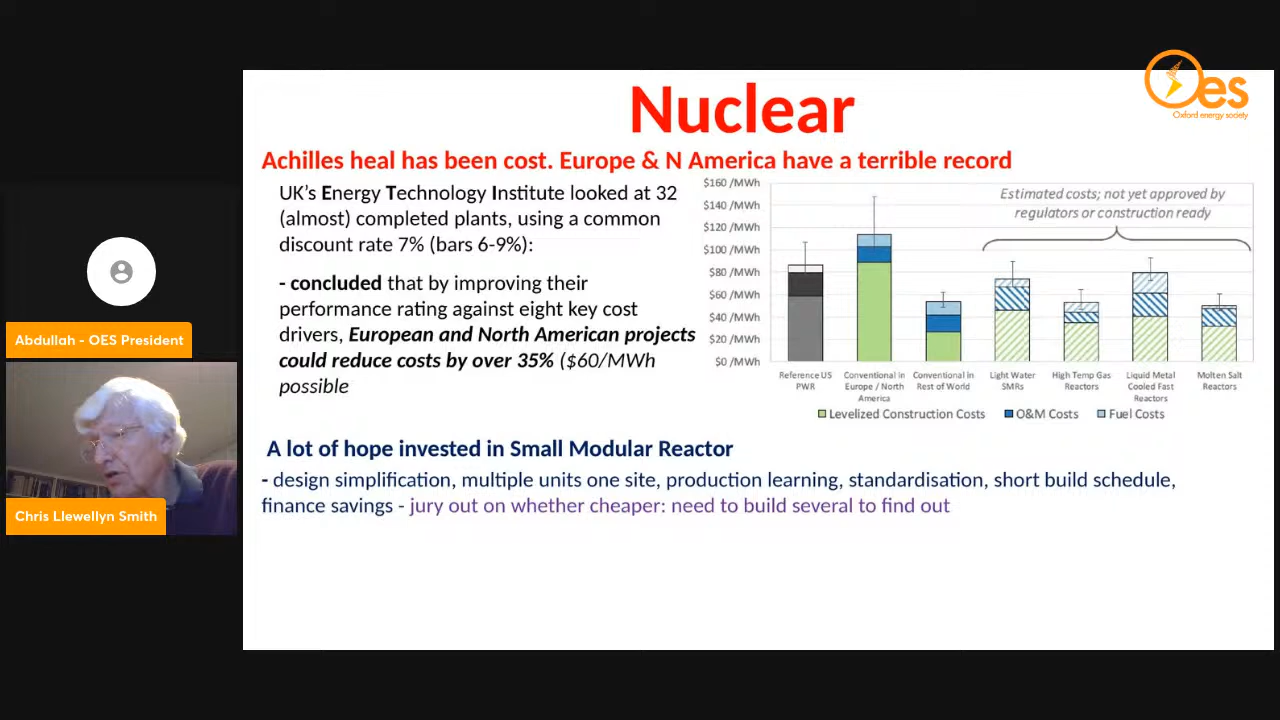 Oes
Oxford energy society
Nuclear
Achilles heal has been cost. Europe & N America have a terrible record
UK's Energy Technology Institute looked at 32
(almost) completed plants, using a common
discount rate 7% (bars 6-9%):
- concluded that by improving their
performance rating against eight key cost
drivers, European and North American projects
could reduce costs by over 35% ($60/MWh
possible
$160 /MWh
$140 /MWh
$120 /MWh
$100 /MWh
$80 /MWh
$60 /MWh
$40 /MWh
$20 /MWh
$0 /MWh
Estimated costs; not yet approved by
regulators or construction ready
Reference US
PWR
Conventional in
Europe / North
America
Conventional in
Rest of World
Light Water
SMRs
High Temp Gas
Reactors
Liquid Metal
Cooled Fast
Reactors
Molten Salt
Reactors
Levelized Construction Costs
O&M Costs
Fuel Costs
A lot of hope invested in Small Modular Reactor
- design simplification, multiple units one site, production learning, standardisation, short build schedule,
finance savings - jury out on whether cheaper: need to build several to find out
Abdullah - OES President
Chris Llewellyn Smith